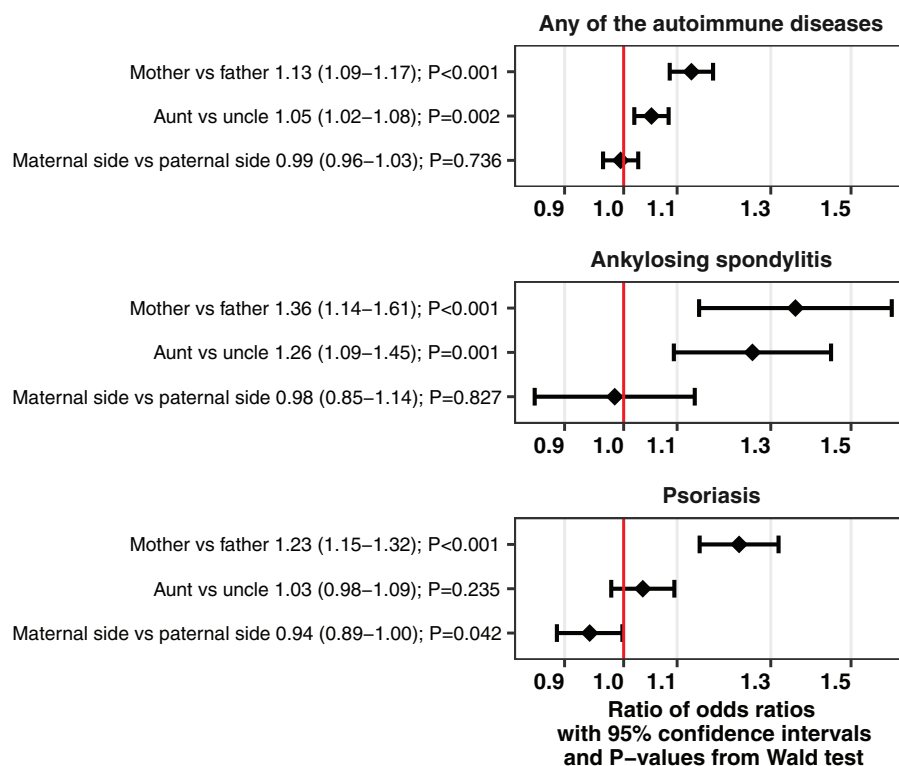 Any of the autoimmune diseases
Mother vs father 1.13 (1.09−1.17); P<0.001
Aunt vs uncle 1.05 (1.02−1.08); P=0.002
Maternal side vs paternal side 0.99 (0.96−1.03); P=0.736
0.9 1.0 1.1 1.3 1.5
Ankylosing spondylitis
Mother vs father 1.36 (1.14−1.61); P<0.001
Aunt vs uncle 1.26 (1.09−1.45); P=0.001
Maternal side vs paternal side 0.98 (0.85−1.14); P=0.827
0.9 1.0 1.1 1.3 1.5
Psoriasis
Mother vs father 1.23 (1.15−1.32); P<0.001
Aunt vs uncle 1.03 (0.98−1.09); P=0.235
Maternal side vs paternal side 0.94 (0.89−1.00); P=0.042
0.9 1.0 1.1 1.3 1.5
Ratio of odds ratios
with 95% confidence intervals
and P−values from Wald test